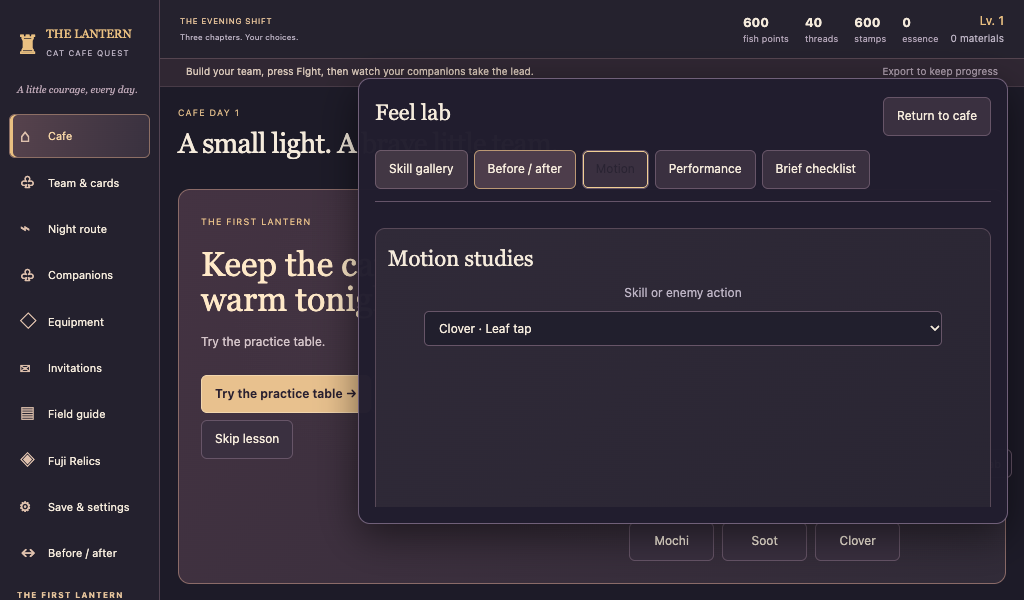 THE LANTERN
CAT CAFE QUEST
A little courage, every day.
Cafe
Team & cards
Night route
Companions
Equipment
Invitations
Field guide
Fuji Relics
Save & settings
Before / after
THE FIRST LANTERN
THE EVENING SHIFT
Three chapters. Your choices.
600
fish points
40
threads
600
stamps
0
essence
Lv. 1
0 materials
Build your team, press Fight, then watch your companions take the lead.
Export to keep progress
CAFE DAY 1
A small light. A brave little team.
THE FIRST LANTERN
Keep the
warm
Try the practice table.
Try the practice table →
Skip lesson
Feel lab
Return to cafe
Skill gallery
Before / after
Motion
Performance
Brief checklist
Motion studies
Skill or enemy action
Clover · Leaf tap
Mochi
Soot
Clover